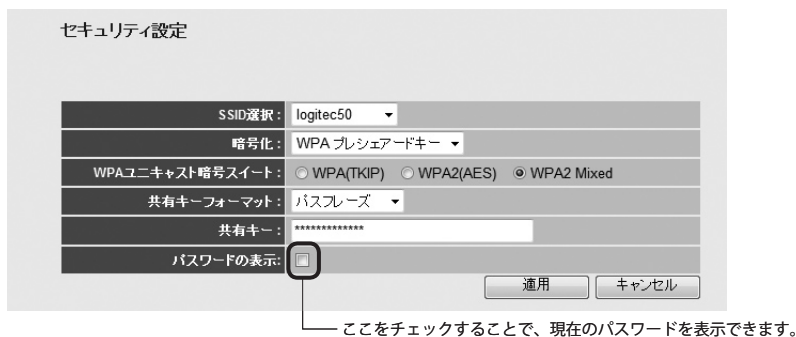 セキュリティ設定
SSID選択： logitec50
暗号化： WPA プレシェアードキー
WPAユニキャスト暗号スイート： WPA(TKIP) WPA2(AES) WPA2 Mixed
共有キーフォーマット： パスフレーズ
共有キー： *************
パスワードの表示:
適用 キャンセル
ここをチェックすることで、現在のパスワードを表示できます。